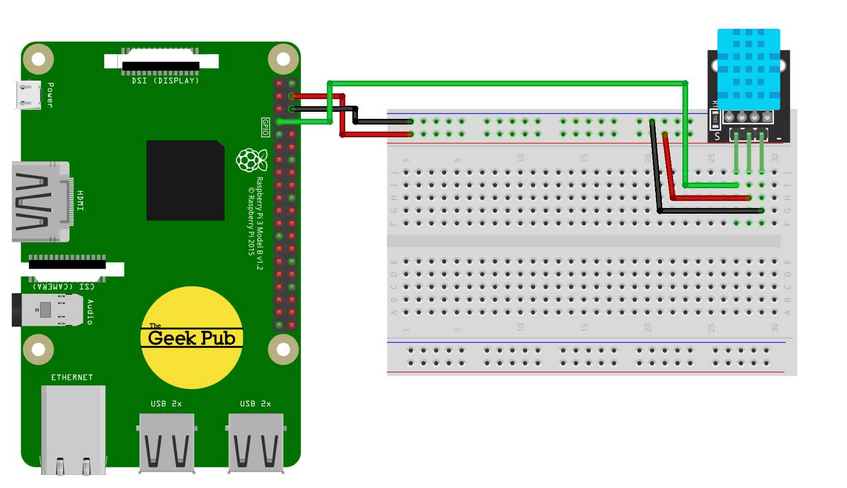 DSI (DISPLAY)
Power
GPIO
HDMI
Raspberry Pi 3 Model B v1.2
© Raspberry Pi 2015
CSI (CAMERA)
Audio
The
Geek Pub
ETHERNET
USB 2x
USB 2x
S
-
1 5 10 15 20 25 30
J
I
H
G
F
E
D
C
B
A
1 5 10 15 20 25 30